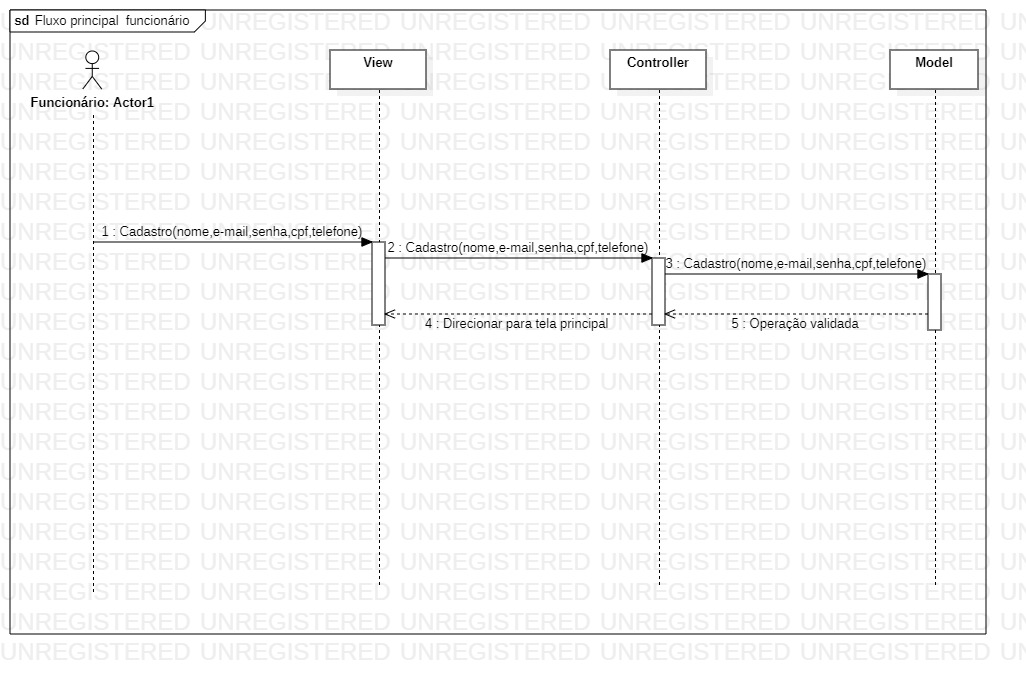 sd Fluxo principal funcionário
View
Controller
Model
Funcionário: Actor1
1 : Cadastro(nome,e-mail,senha,cpf,telefone)
2 : Cadastro(nome,e-mail,senha,cpf,telefone)
3 : Cadastro(nome,e-mail,senha,cpf,telefone)
4 : Direcionar para tela principal
5 : Operação validada
UNREGISTERED UNREGISTERED UNREGISTERED UNREGISTERED UNREGISTERED UN